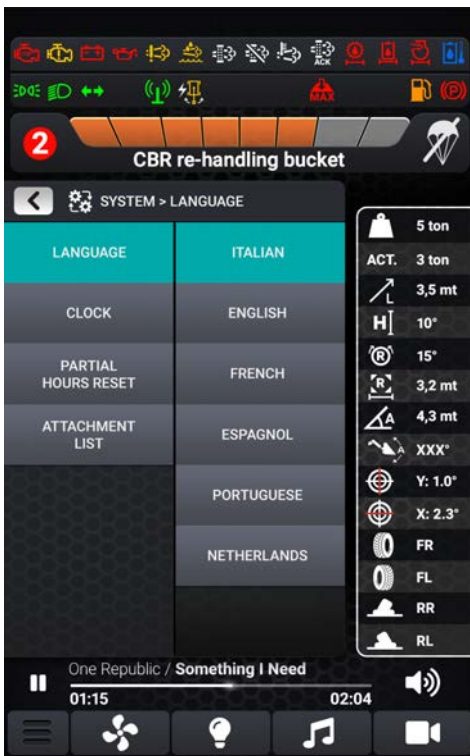 ACK
MAX
2
CBR re-handling bucket
SYSTEM > LANGUAGE
LANGUAGE
CLOCK
PARTIAL
HOURS RESET
ATTACHMENT
LIST
ITALIAN
ENGLISH
FRENCH
ESPAGNOL
PORTUGUESE
NETHERLANDS
5 ton
ACT. 3 ton
L 3,5 mt
H 10°
R 15°
R 3,2 mt
A 4,3 mt
A XXX°
Y: 1.0°
X: 2.3°
FR
FL
RR
RL
One Republic / Something I Need
01:15 02:04